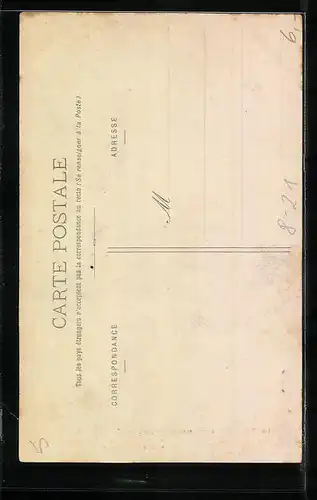 CARTE POSTALE
Tous les pays étrangers n'acceptent pas la correspondance au recto (Se renseigner à la Poste)
CORRESPONDANCE
ADRESSE
M
8-21
6,-
5